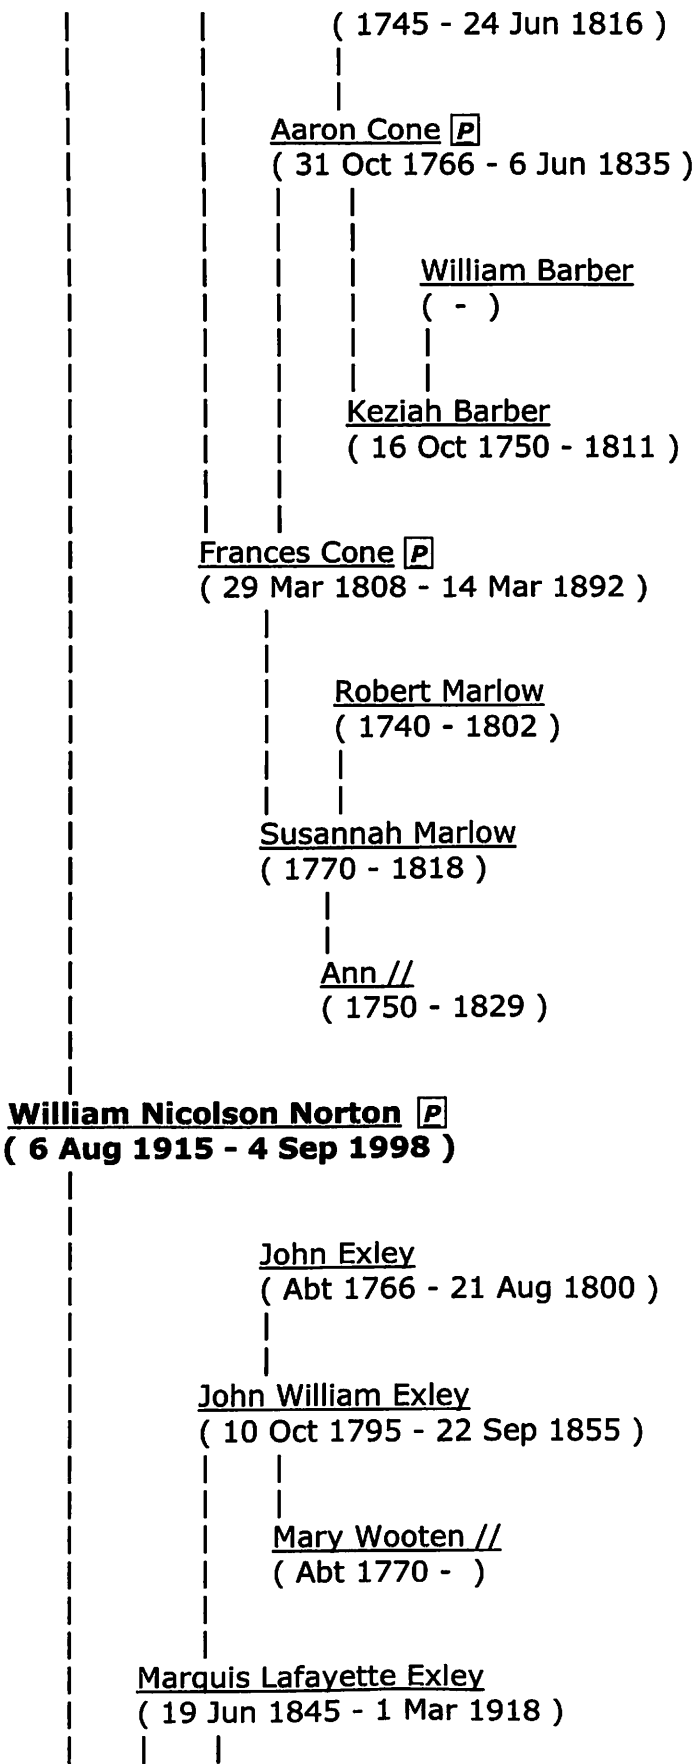 ( 1745 - 24 Jun 1816 )
Aaron Cone P
( 31 Oct 1766 - 6 Jun 1835 )
William Barber
( - )
Keziah Barber
( 16 Oct 1750 - 1811 )
Frances Cone P
( 29 Mar 1808 - 14 Mar 1892 )
Robert Marlow
( 1740 - 1802 )
Susannah Marlow
( 1770 - 1818 )
Ann //
( 1750 - 1829 )
William Nicolson Norton P
( 6 Aug 1915 - 4 Sep 1998 )
John Exley
( Abt 1766 - 21 Aug 1800 )
John William Exley
( 10 Oct 1795 - 22 Sep 1855 )
Mary Wooten //
( Abt 1770 - )
Marquis Lafayette Exley
( 19 Jun 1845 - 1 Mar 1918 )